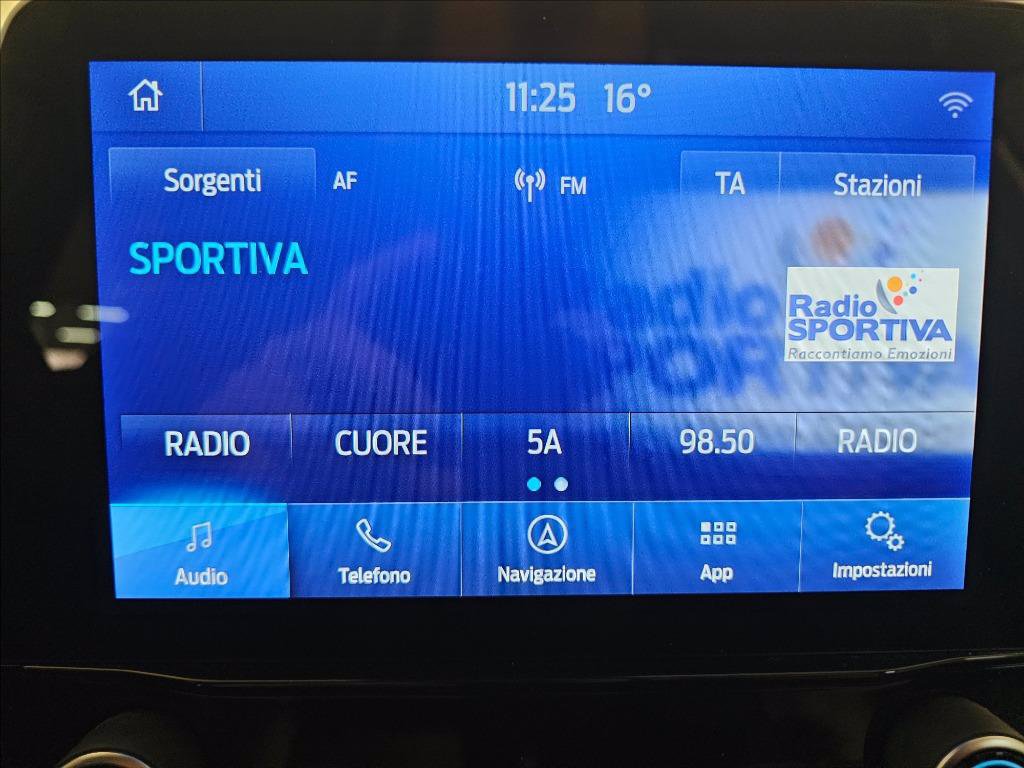 11:25 16°
Sorgenti AF FM TA Stazioni
SPORTIVA
Radio
SPORTIVA
Raccontiamo Emozioni
RADIO CUORE 5A 98.50 RADIO
Audio Telefono Navigazione App Impostazioni